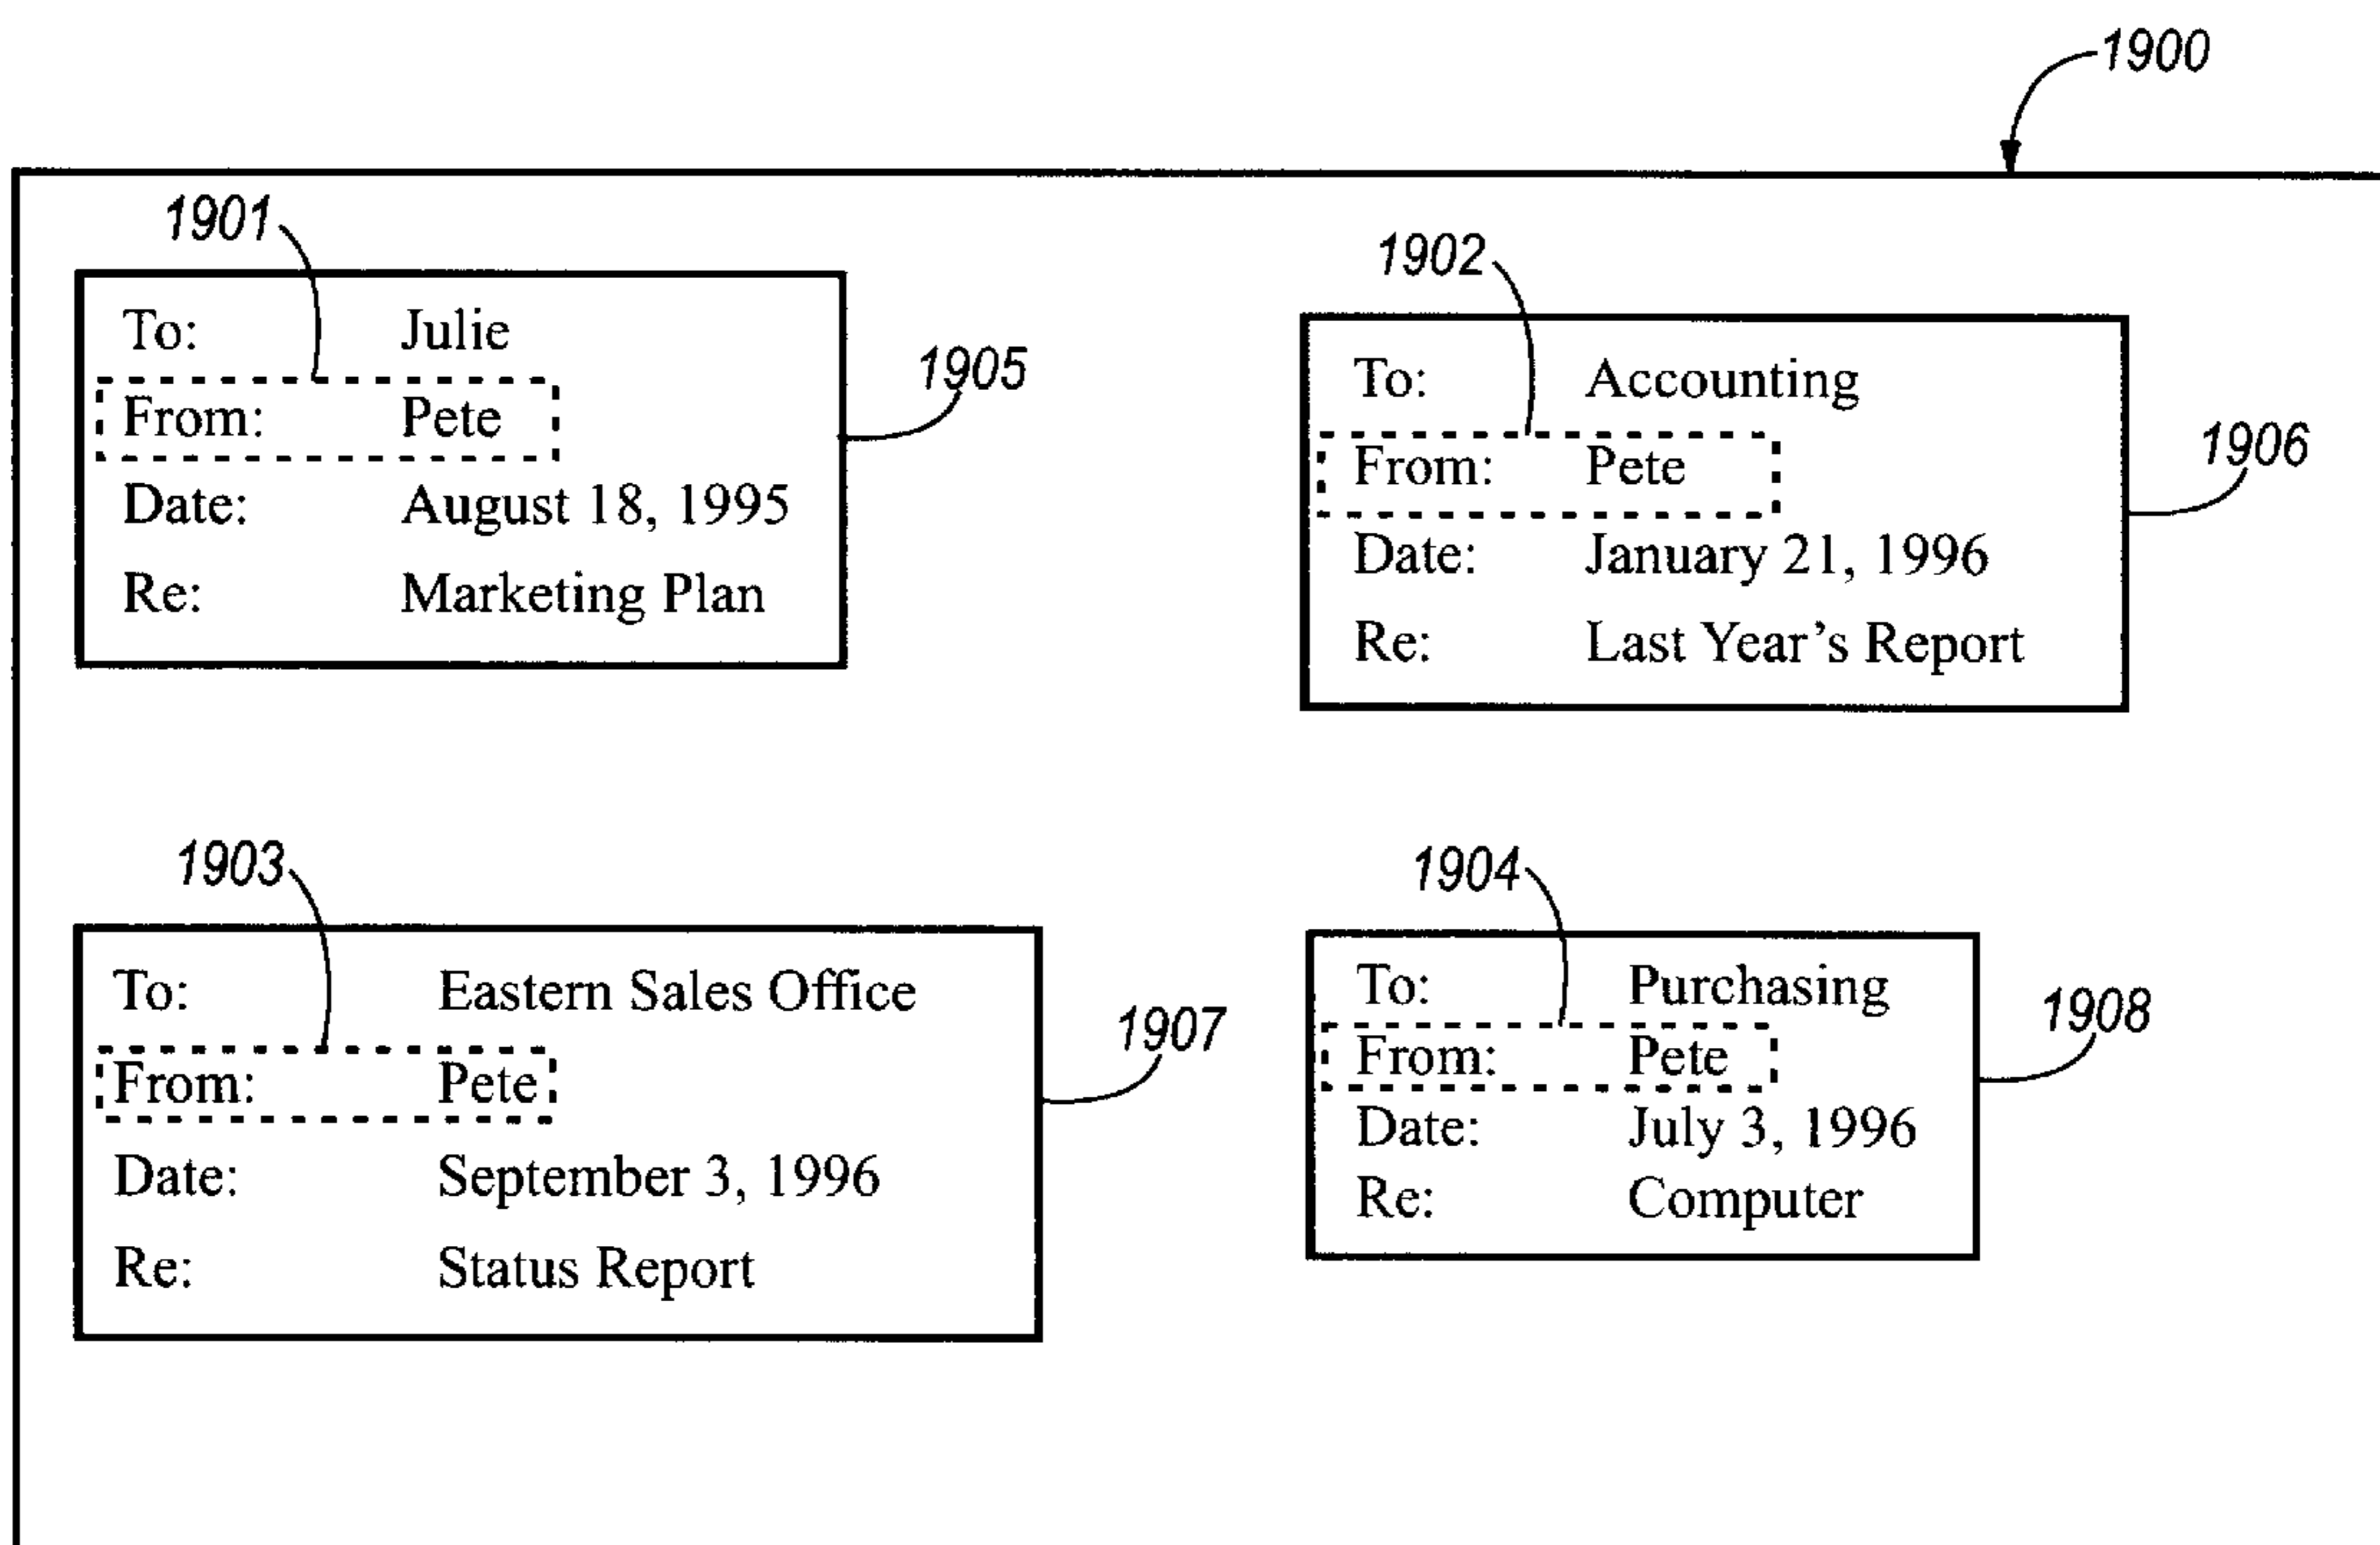 1900
1901
To: Julie
From: Pete
Date: August 18, 1995
Re: Marketing Plan
1905
1902
To: Accounting
From: Pete
Date: January 21, 1996
Re: Last Year's Report
1906
1903
To: Eastern Sales Office
From: Pete
Date: September 3, 1996
Re: Status Report
1907
1904
To: Purchasing
From: Pete
Date: July 3, 1996
Re: Computer
1908